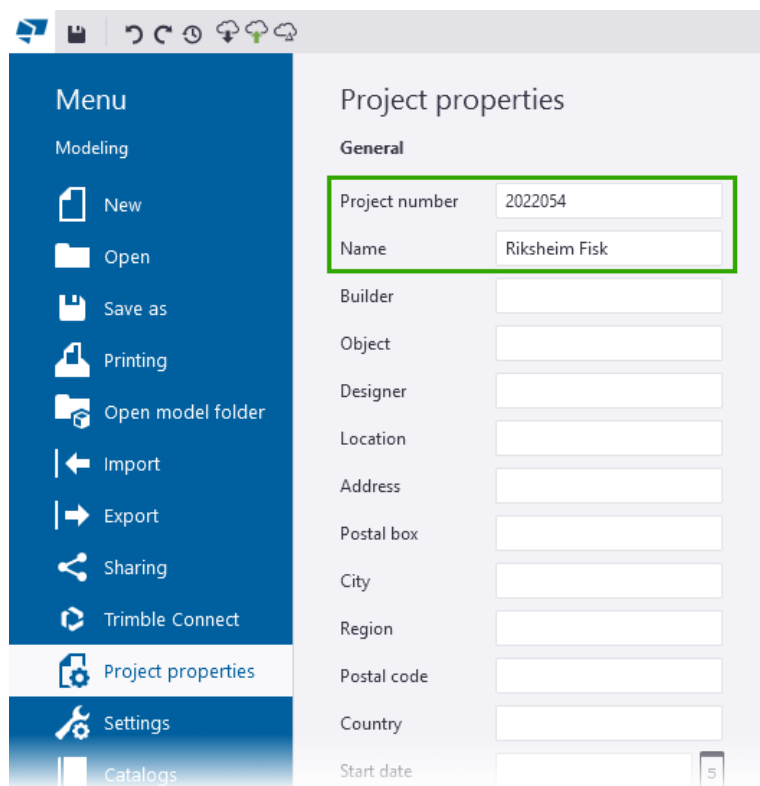 Menu
Modeling
New
Open
Save as
Printing
Open model folder
Import
Export
Sharing
Trimble Connect
Project properties
Settings
Catalogs
Project properties
General
Project number 2022054
Name Riksheim Fisk
Builder
Object
Designer
Location
Address
Postal box
City
Region
Postal code
Country
Start date 5